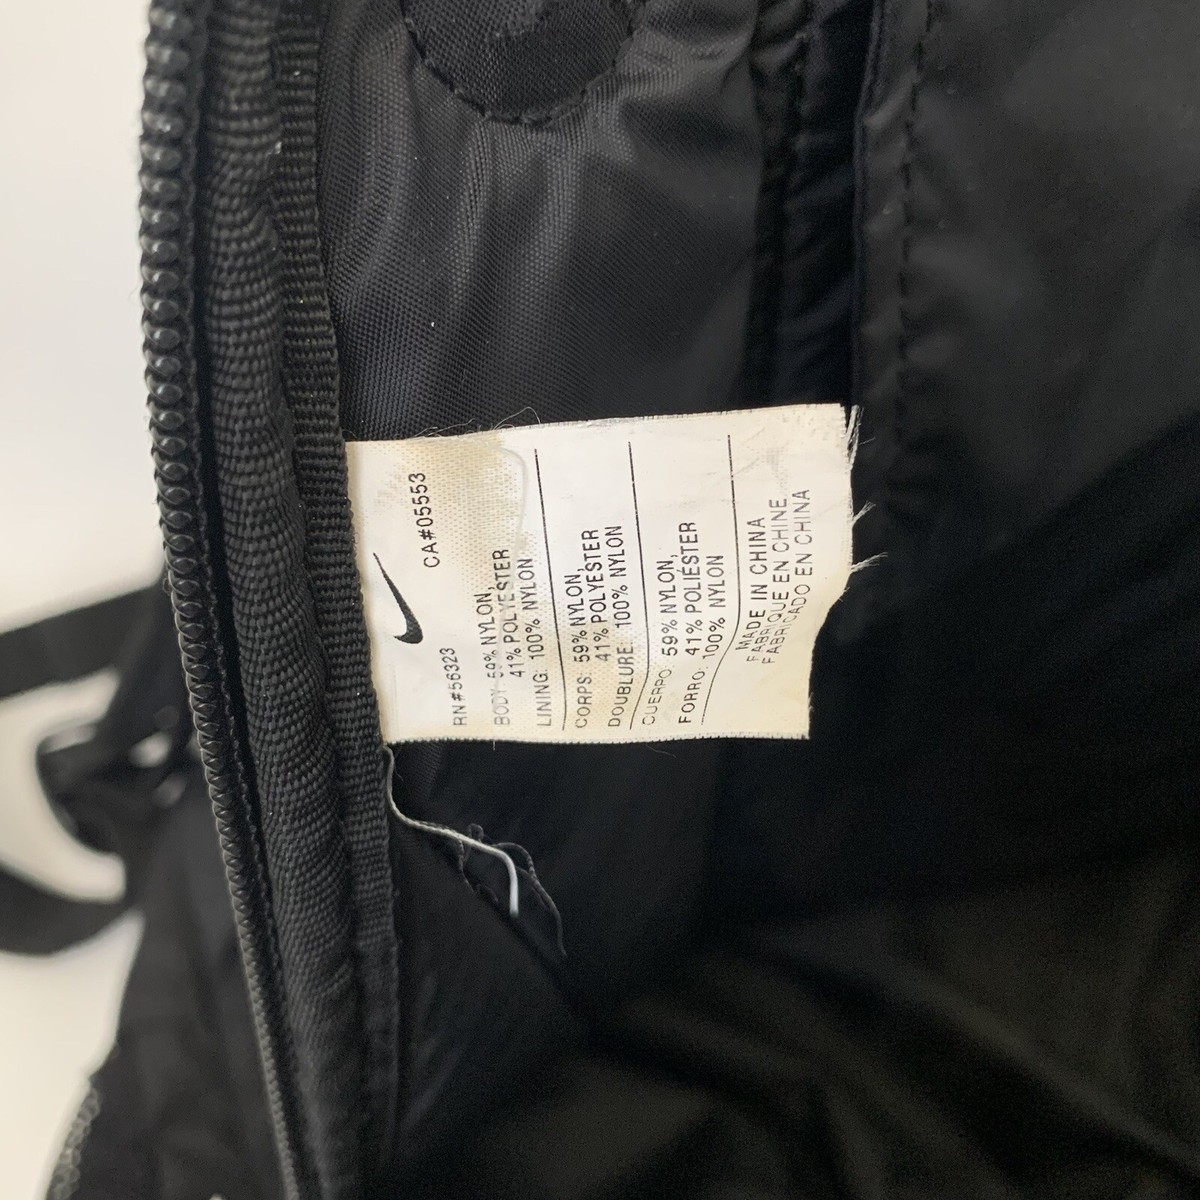 RN#56323 CA#05553
BODY: 59% NYLON,
41% POLYESTER
LINING: 100% NYLON
CORPS: 59% NYLON,
41% POLYESTER
DOUBLURE: 100% NYLON
CUERPO: 59% NYLON,
41% POLIÉSTER
FORRO: 100% NYLON
MADE IN CHINA
FABRIQUE EN CHINE
FABRICADO EN CHINA